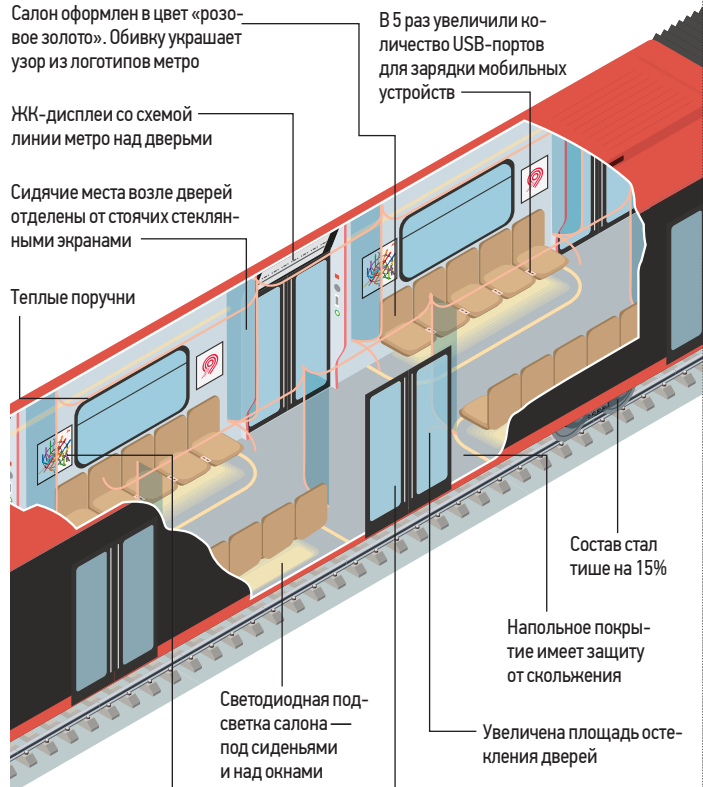 Салон оформлен в цвет «розо-
вое золото». Обивку украшает
узор из логотипов метро
В 5 раз увеличили ко-
личество USB-портов
для зарядки мобильных
устройств
ЖК-дисплеи со схемой
линии метро над дверьми
Сидячие места возле дверей
отделены от стоячих стеклян-
ными экранами
Теплые поручни
Состав стал
тише на 15%
Напольное покры-
тие имеет защиту
от скольжения
Светодиодная под-
светка салона —
под сиденьями
и над окнами
Увеличена площадь осте-
кления дверей